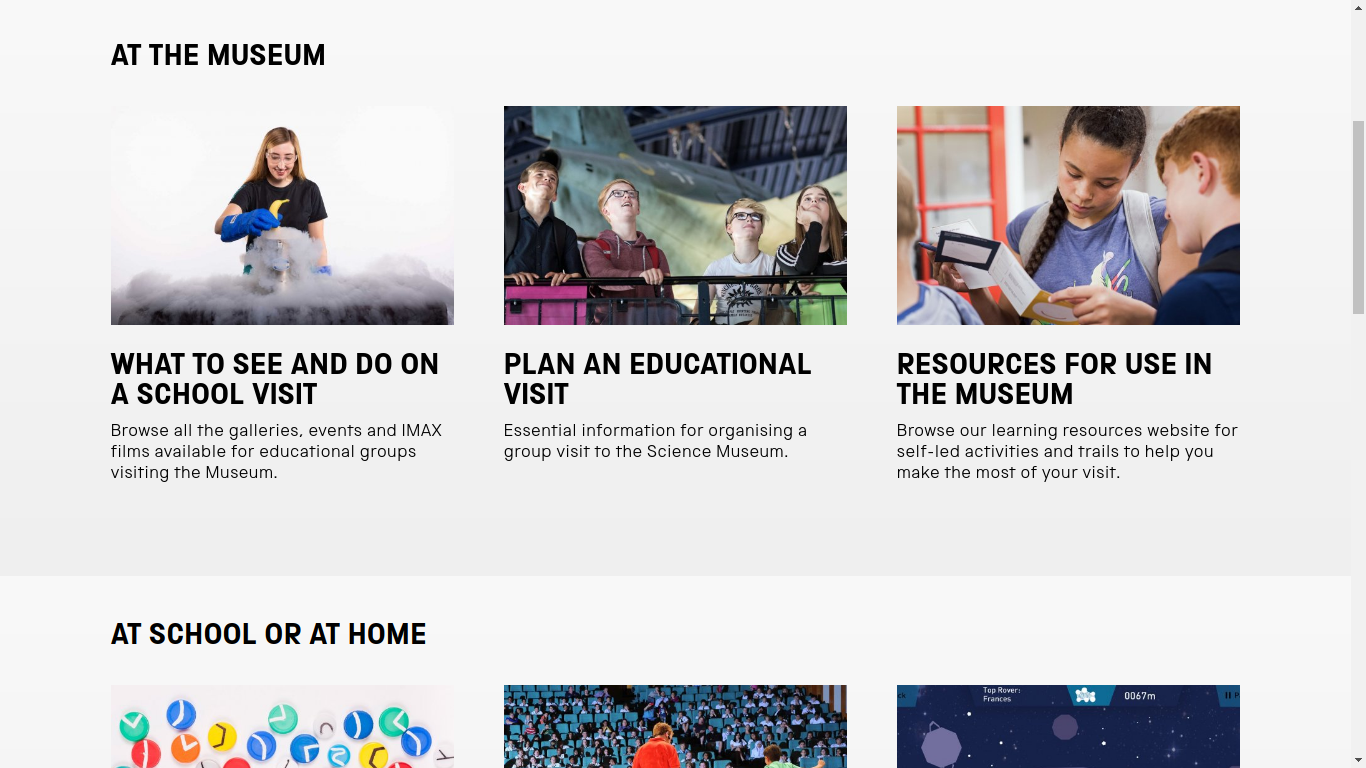 AT THE MUSEUM
WHAT TO SEE AND DO ON
A SCHOOL VISIT
Browse all the galleries, events and IMAX
films available for educational groups
visiting the Museum.
PLAN AN EDUCATIONAL
VISIT
Essential information for organising a
group visit to the Science Museum.
RESOURCES FOR USE IN
THE MUSEUM
Browse our learning resources website for
self-led activities and trails to help you
make the most of your visit.
AT SCHOOL OR AT HOME
Top Rover:
Frances
0067m